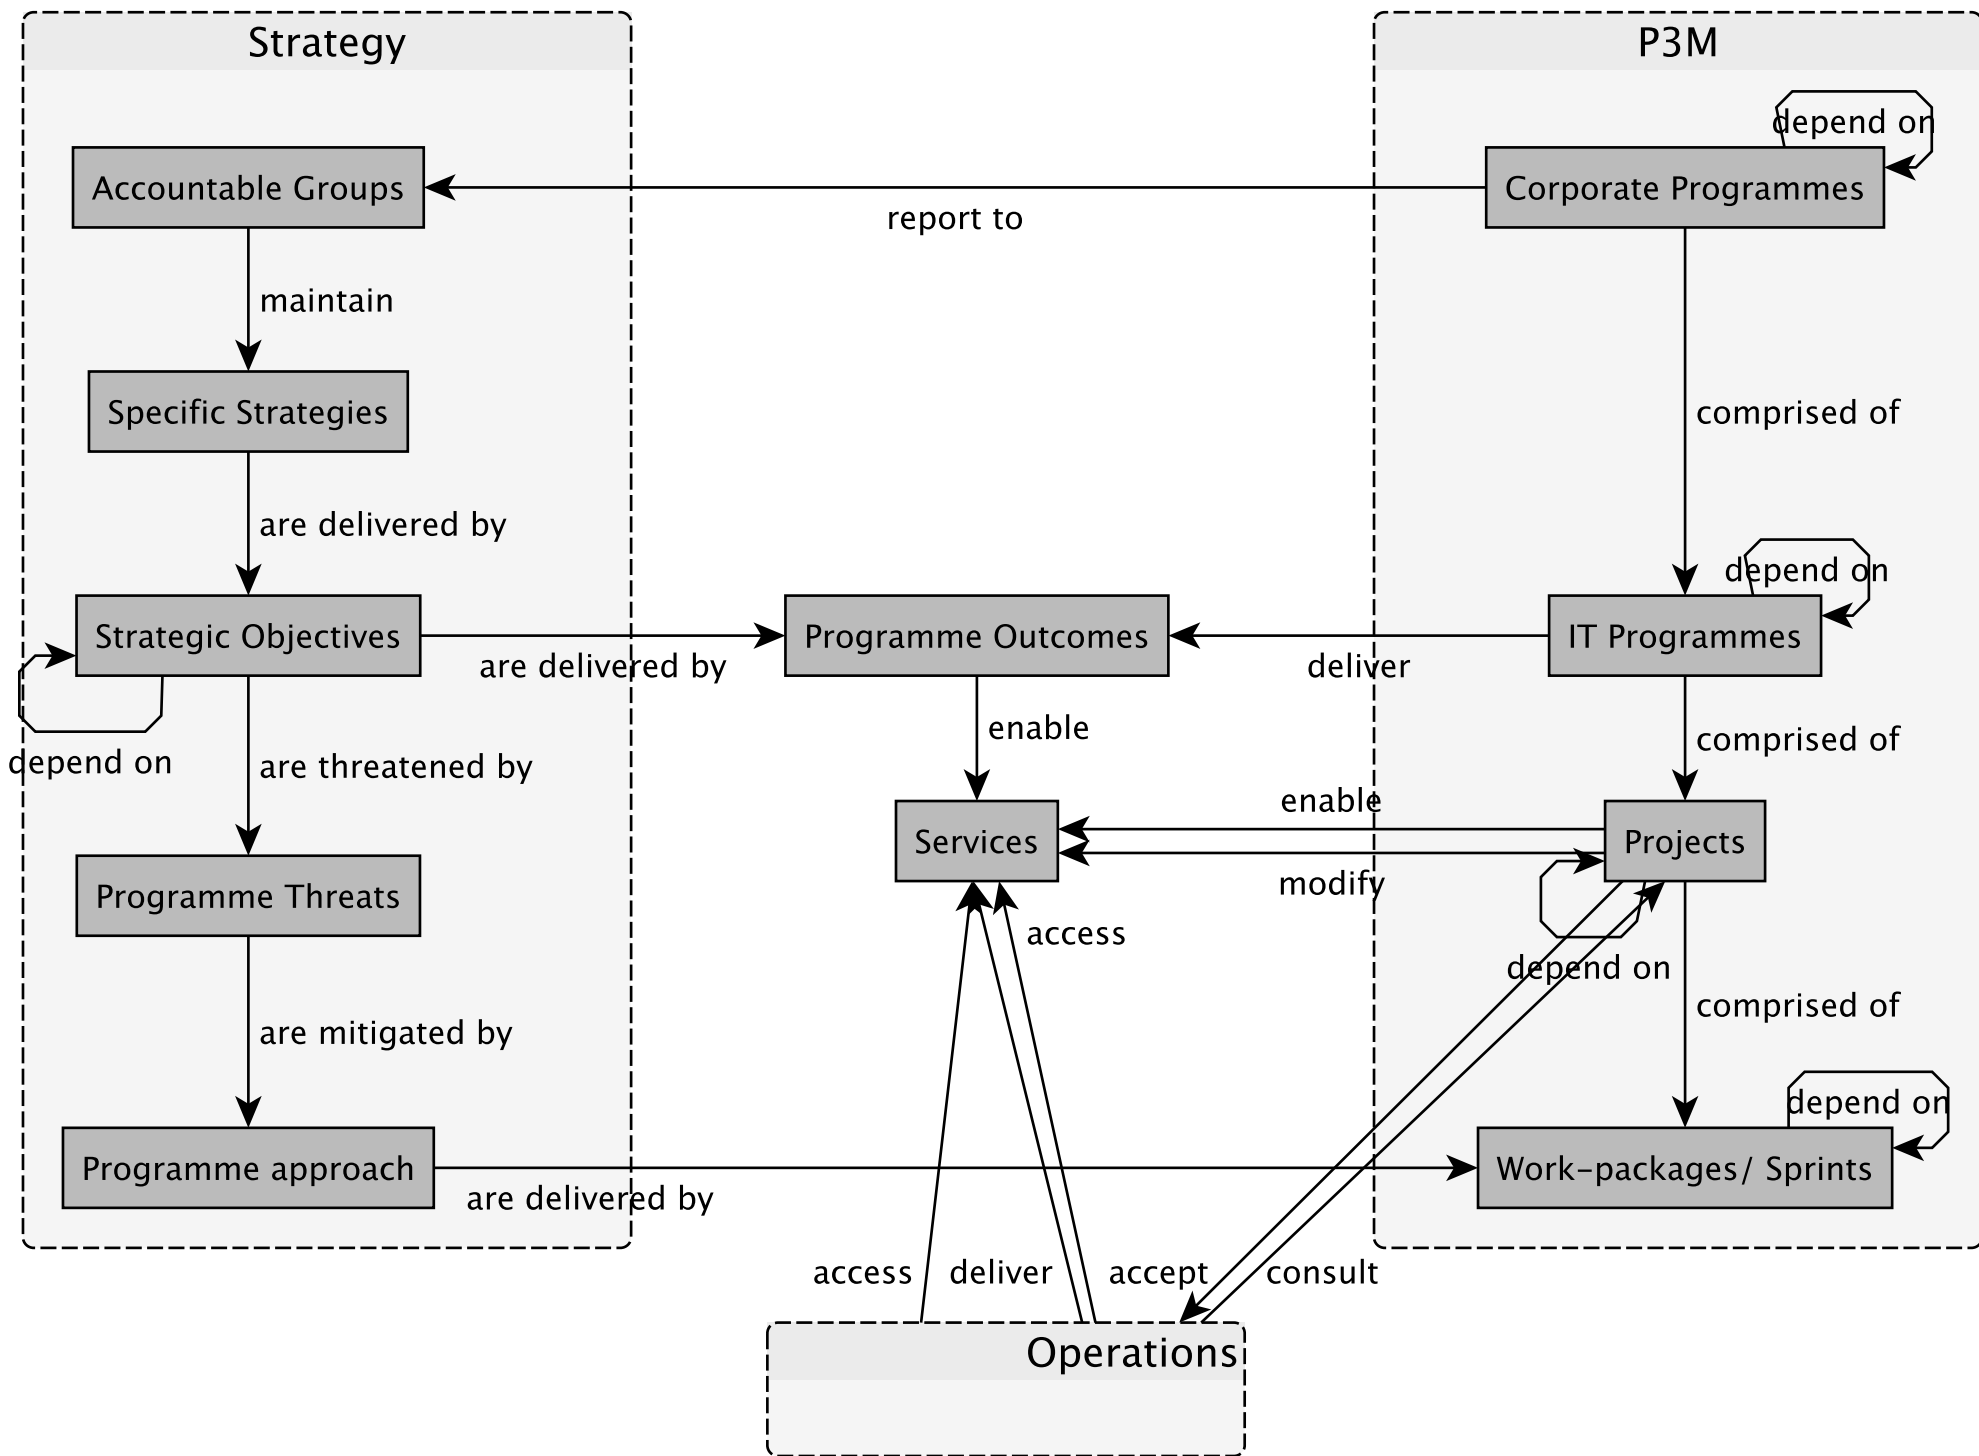 Strategy
P3M
depend on
Accountable Groups
Corporate Programmes
report to
maintain
Specific Strategies
comprised of
are delivered by
depend on
Strategic Objectives
Programme Outcomes
IT Programmes
are delivered by
deliver
enable
comprised of
depend on
are threatened by
enable
Services
Projects
modify
Programme Threats
access
depend on
are mitigated by
comprised of
depend on
Programme approach
Work-packages/ Sprints
are delivered by
access
deliver
accept
consult
Operations